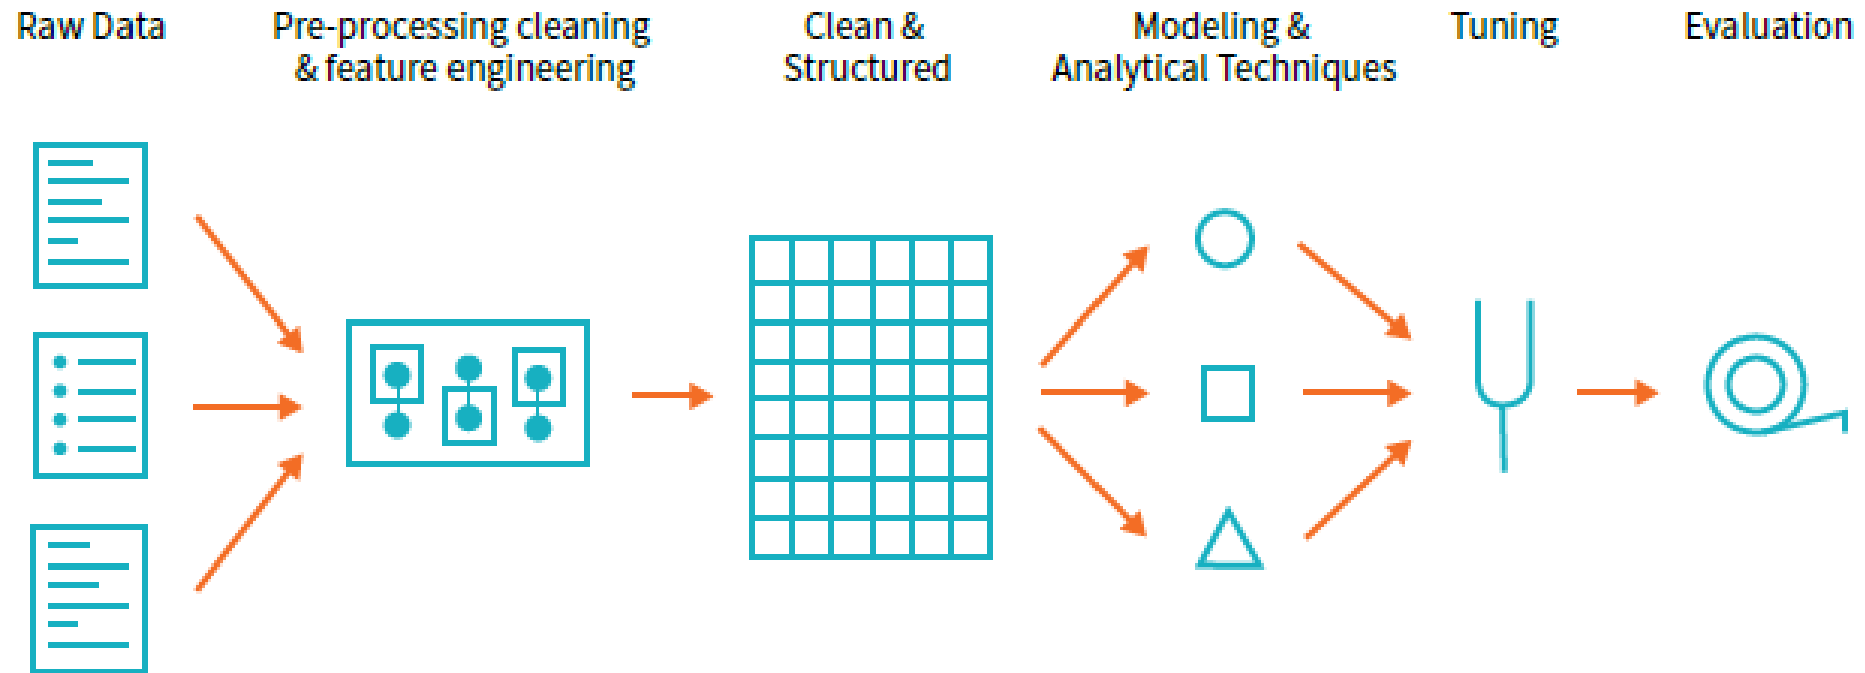 Raw Data
Pre-processing cleaning
& feature engineering
Clean &
Structured
Modeling &
Analytical Techniques
Tuning
Evaluation